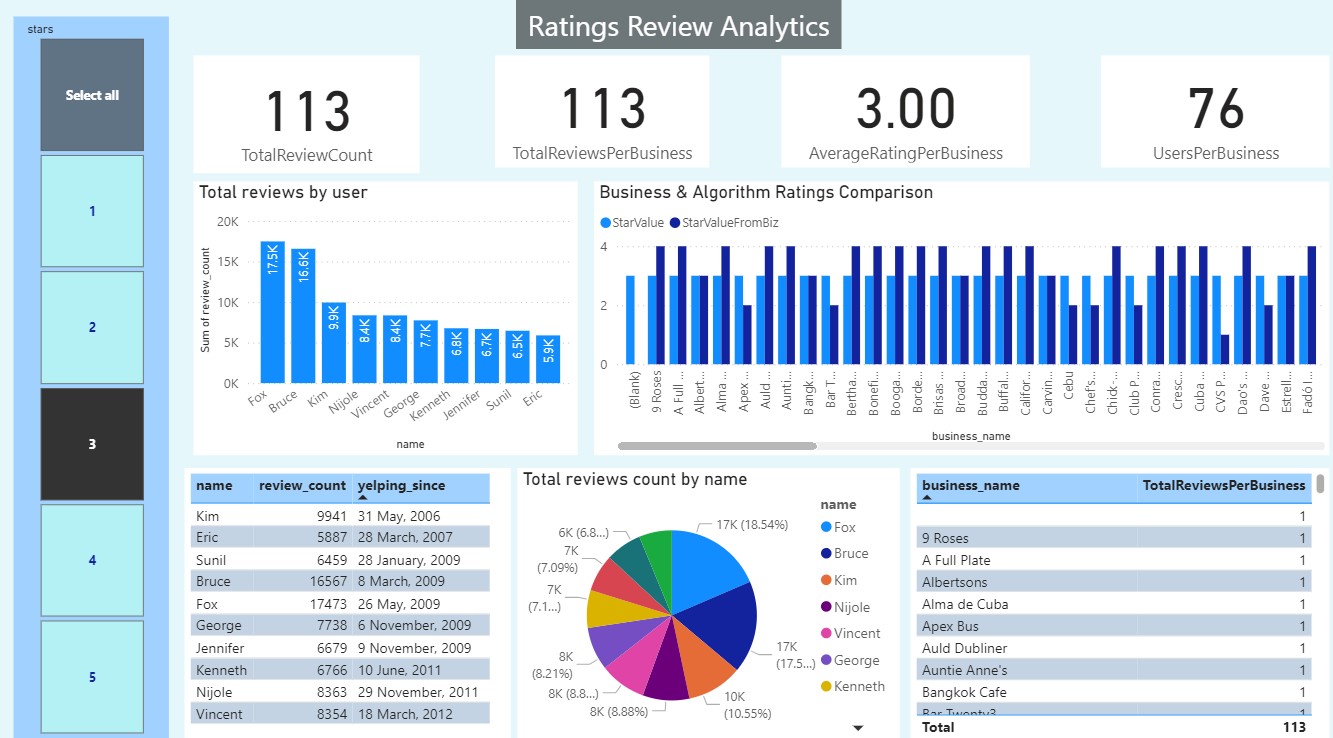 Ratings Review Analytics
stars
Select all
1
2
3
4
5
113
TotalReviewCount
113
TotalReviewsPerBusiness
3.00
AverageRatingPerBusiness
76
UsersPerBusiness
Total reviews by user
Sum of review_count
20K
15K
10K
5K
0K
17.5K
16.6K
9.9K
8.4K
8.4K
7.7K
6.8K
6.7K
6.5K
5.9K
Fox
Bruce
Kim
Nijole
Vincent
George
Kenneth
Jennifer
Sunil
Eric
name
Business & Algorithm Ratings Comparison
StarValue StarValueFromBiz
4
2
0
(Blank)
9 Roses
A Full ...
Albert...
Alma ...
Apex ...
Auld ...
Aunti...
Bangk...
Bar T...
Bertha...
Bonefi...
Booga...
Borde...
Brisas ...
Broad...
Budda...
Buffal...
Califor...
Carvin...
Cebu
Chef's...
Chick-...
Club P...
Conra...
Cresc...
Cuba ...
CVS P...
Dao's ...
Dave ...
Estrell...
Fadó I...
business_name
name review_count yelping_since
Kim 9941 31 May, 2006
Eric 5887 28 March, 2007
Sunil 6459 28 January, 2009
Bruce 16567 8 March, 2009
Fox 17473 26 May, 2009
George 7738 6 November, 2009
Jennifer 6679 9 November, 2009
Kenneth 6766 10 June, 2011
Nijole 8363 29 November, 2011
Vincent 8354 18 March, 2012
Total reviews count by name
17K (18.54%)
17K
(17.5...)
10K
(10.55%)
8K (8.88%)
8K (8.8...)
8K
(8.21%)
7K
(7.1...)
7K
(7.09%)
6K (6.8...)
name
Fox
Bruce
Kim
Nijole
Vincent
George
Kenneth
business_name TotalReviewsPerBusiness
1
9 Roses 1
A Full Plate 1
Albertsons 1
Alma de Cuba 1
Apex Bus 1
Auld Dubliner 1
Auntie Anne's 1
Bangkok Cafe 1
Bar Twenty3 1
Total 113